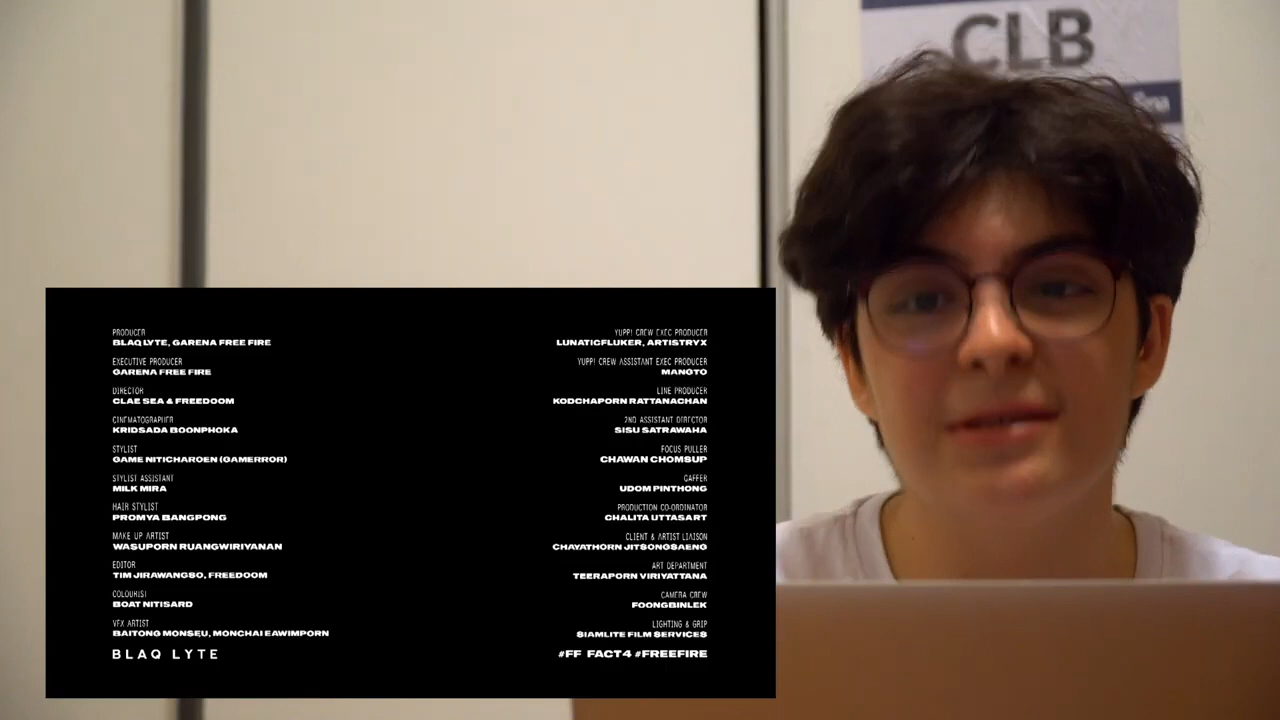 CLB
PRODUCER
BLAQ LYTE, GARENA FREE FIRE
EXECUTIVE PRODUCER
GARENA FREE FIRE
DIRECTOR
CLAE SEA & FREEDOOM
CINEMATOGRAPHER
KRIDSADA BOONPHOKA
STYLIST
GAME NITICHAROEN (GAMERROR)
STYLIST ASSISTANT
MILK MIRA
HAIR STYLIST
PROMYA BANGPONG
MAKE UP ARTIST
WASUPORN RUANGWIRIYANAN
EDITOR
TIM JIRAWANGSO, FREEDOOM
COLOURIST
BOAT NITISARD
VFX ARTIST
BAITONG MONSEU, MONCHAI EAWIMPORN
BLAQ LYTE
YUPP! CREW EXEC PRODUCER
LUNATICFLUKER, ARTISTRYX
YUPP! CREW ASSISTANT EXEC PRODUCER
MANGTO
LINE PRODUCER
KODCHAPORN RATTANACHAN
2ND ASSISTANT DIRECTOR
SISU SATRAWAHA
FOCUS PULLER
CHAWAN CHOMSUP
GAFFER
UDOM PINTHONG
PRODUCTION CO-ORDINATOR
CHALITA UTTASART
CLIENT & ARTIST LIAISON
CHAYATHORN JITSONGSAENG
ART DEPARTMENT
TEERAPORN VIRIYATTANA
CAMERA CREW
FOONGBINLEK
LIGHTING & GRIP
SIAMLITE FILM SERVICES
#FF FACT4 #FREEFIRE